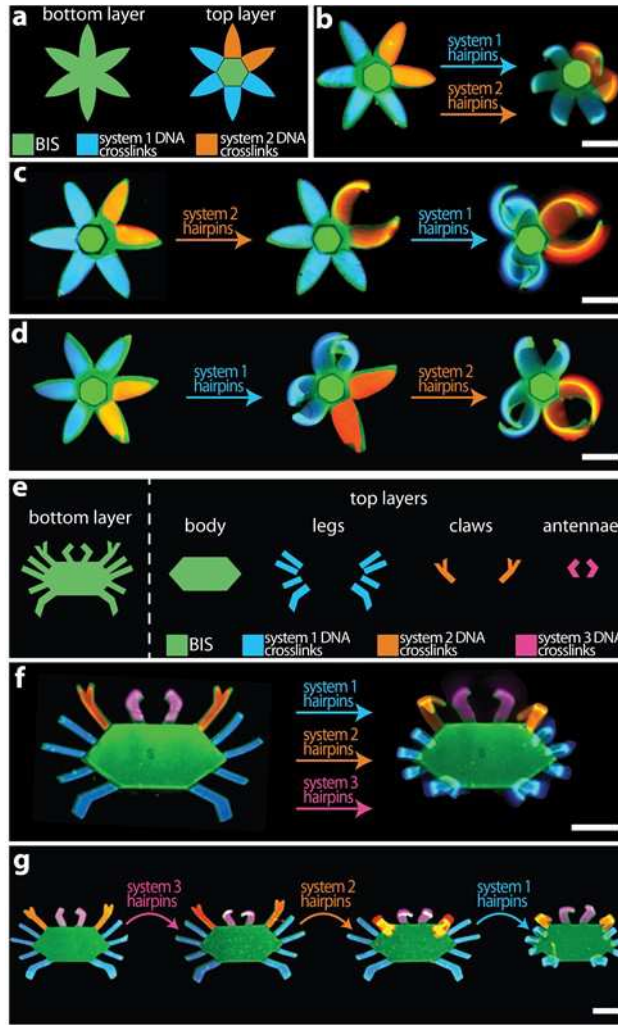 a
bottom layer
top layer
BIS
system 1 DNA
crosslinks
system 2 DNA
crosslinks
b
system 1
hairpins
system 2
hairpins
c
system 2
hairpins
system 1
hairpins
d
system 1
hairpins
system 2
hairpins
e
bottom layer
top layers
body
legs
claws
antennae
BIS
system 1 DNA
crosslinks
system 2 DNA
crosslinks
system 3 DNA
crosslinks
f
system 1
hairpins
system 2
hairpins
system 3
hairpins
g
system 3
hairpins
system 2
hairpins
system 1
hairpins